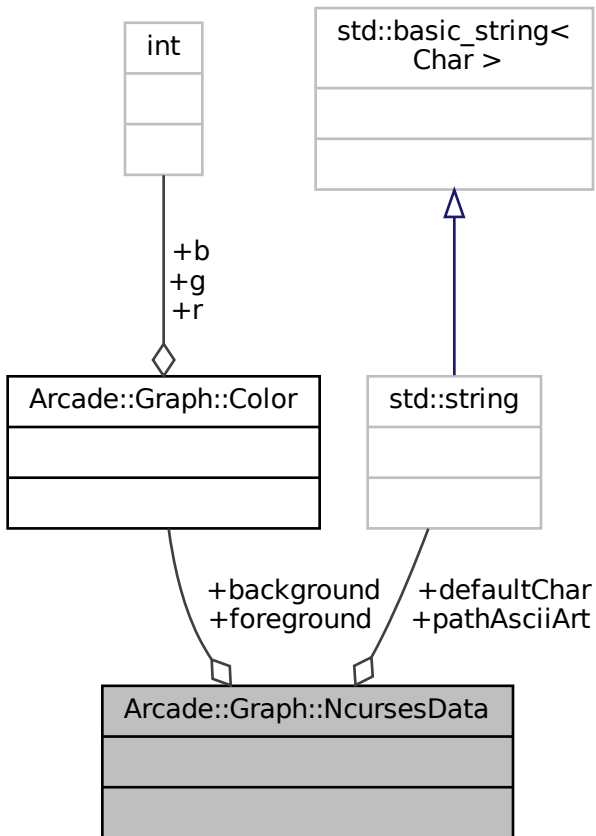 int
std::basic_string<
Char >
+b
+g
+r
Arcade::Graph::Color
std::string
+background
+foreground
+defaultChar
+pathAsciiArt
Arcade::Graph::NcursesData